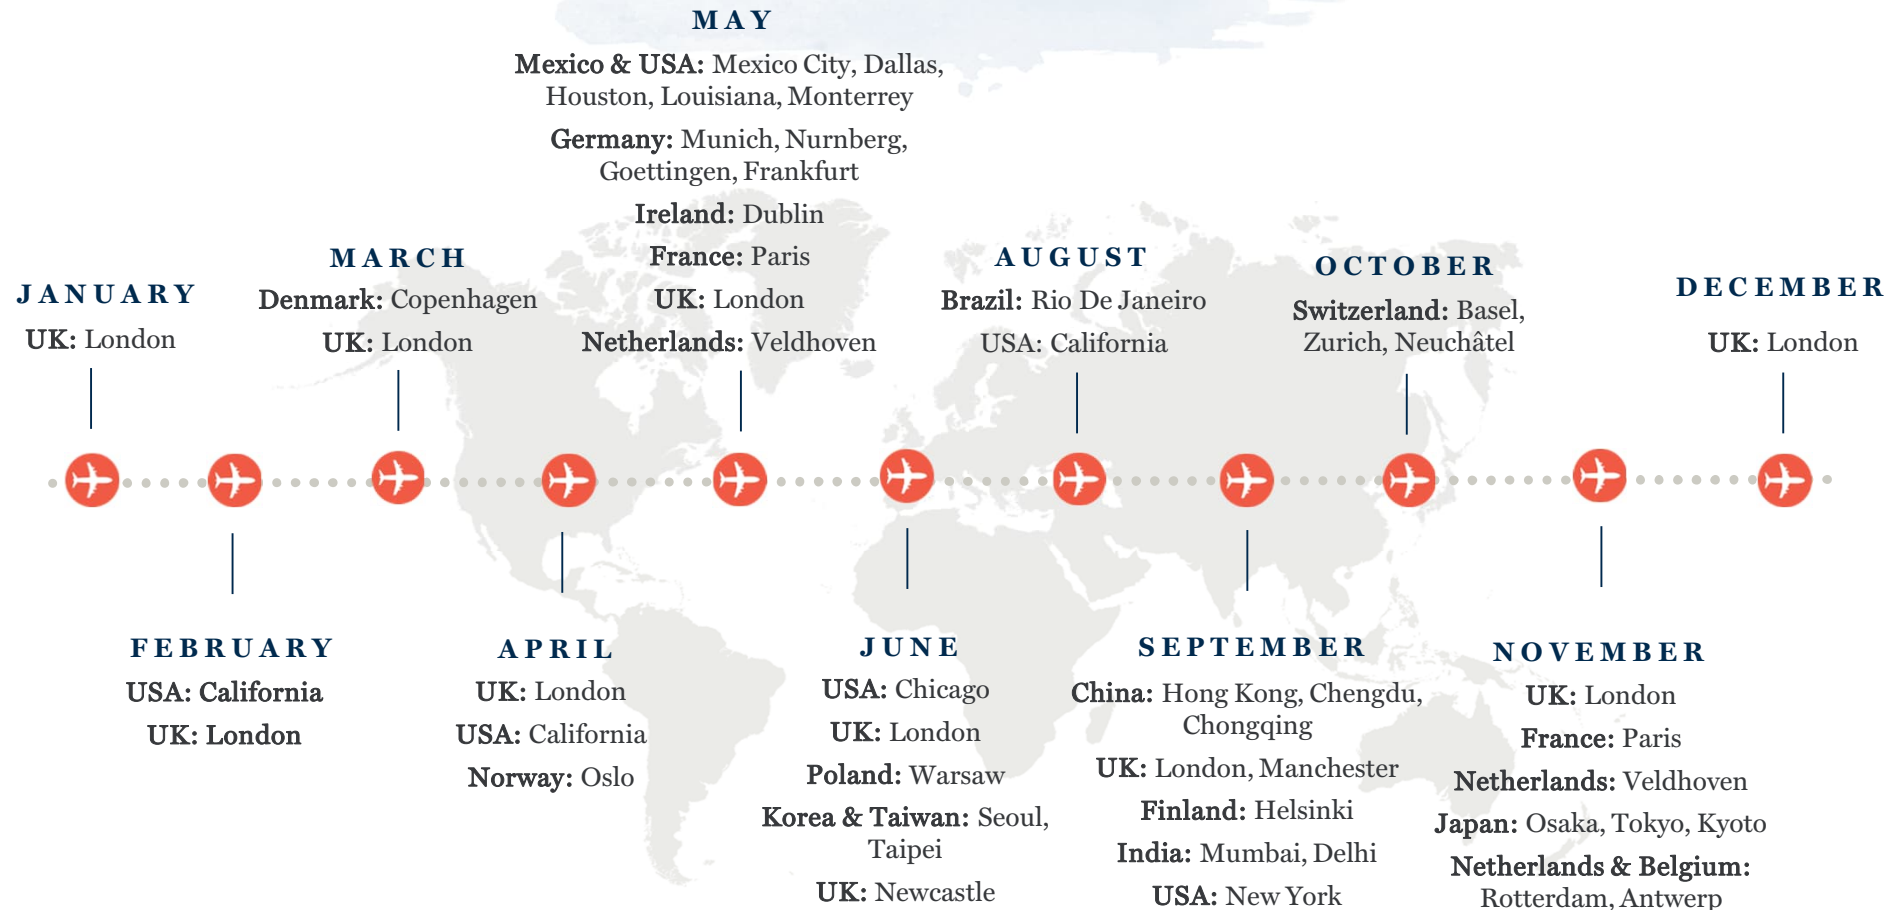 JANUARY
UK: London
FEBRUARY
USA: California
UK: London
MARCH
Denmark: Copenhagen
UK: London
APRIL
UK: London
USA: California
Norway: Oslo
MAY
Mexico & USA: Mexico City, Dallas,
Houston, Louisiana, Monterrey
Germany: Munich, Nurnberg,
Goettingen, Frankfurt
Ireland: Dublin
France: Paris
UK: London
Netherlands: Veldhoven
JUNE
USA: Chicago
UK: London
Poland: Warsaw
Korea & Taiwan: Seoul,
Taipei
UK: Newcastle
AUGUST
Brazil: Rio De Janeiro
USA: California
SEPTEMBER
China: Hong Kong, Chengdu,
Chongqing
UK: London, Manchester
Finland: Helsinki
India: Mumbai, Delhi
USA: New York
OCTOBER
Switzerland: Basel,
Zurich, Neuchâtel
NOVEMBER
UK: London
France: Paris
Netherlands: Veldhoven
Japan: Osaka, Tokyo, Kyoto
Netherlands & Belgium:
Rotterdam, Antwerp
DECEMBER
UK: London